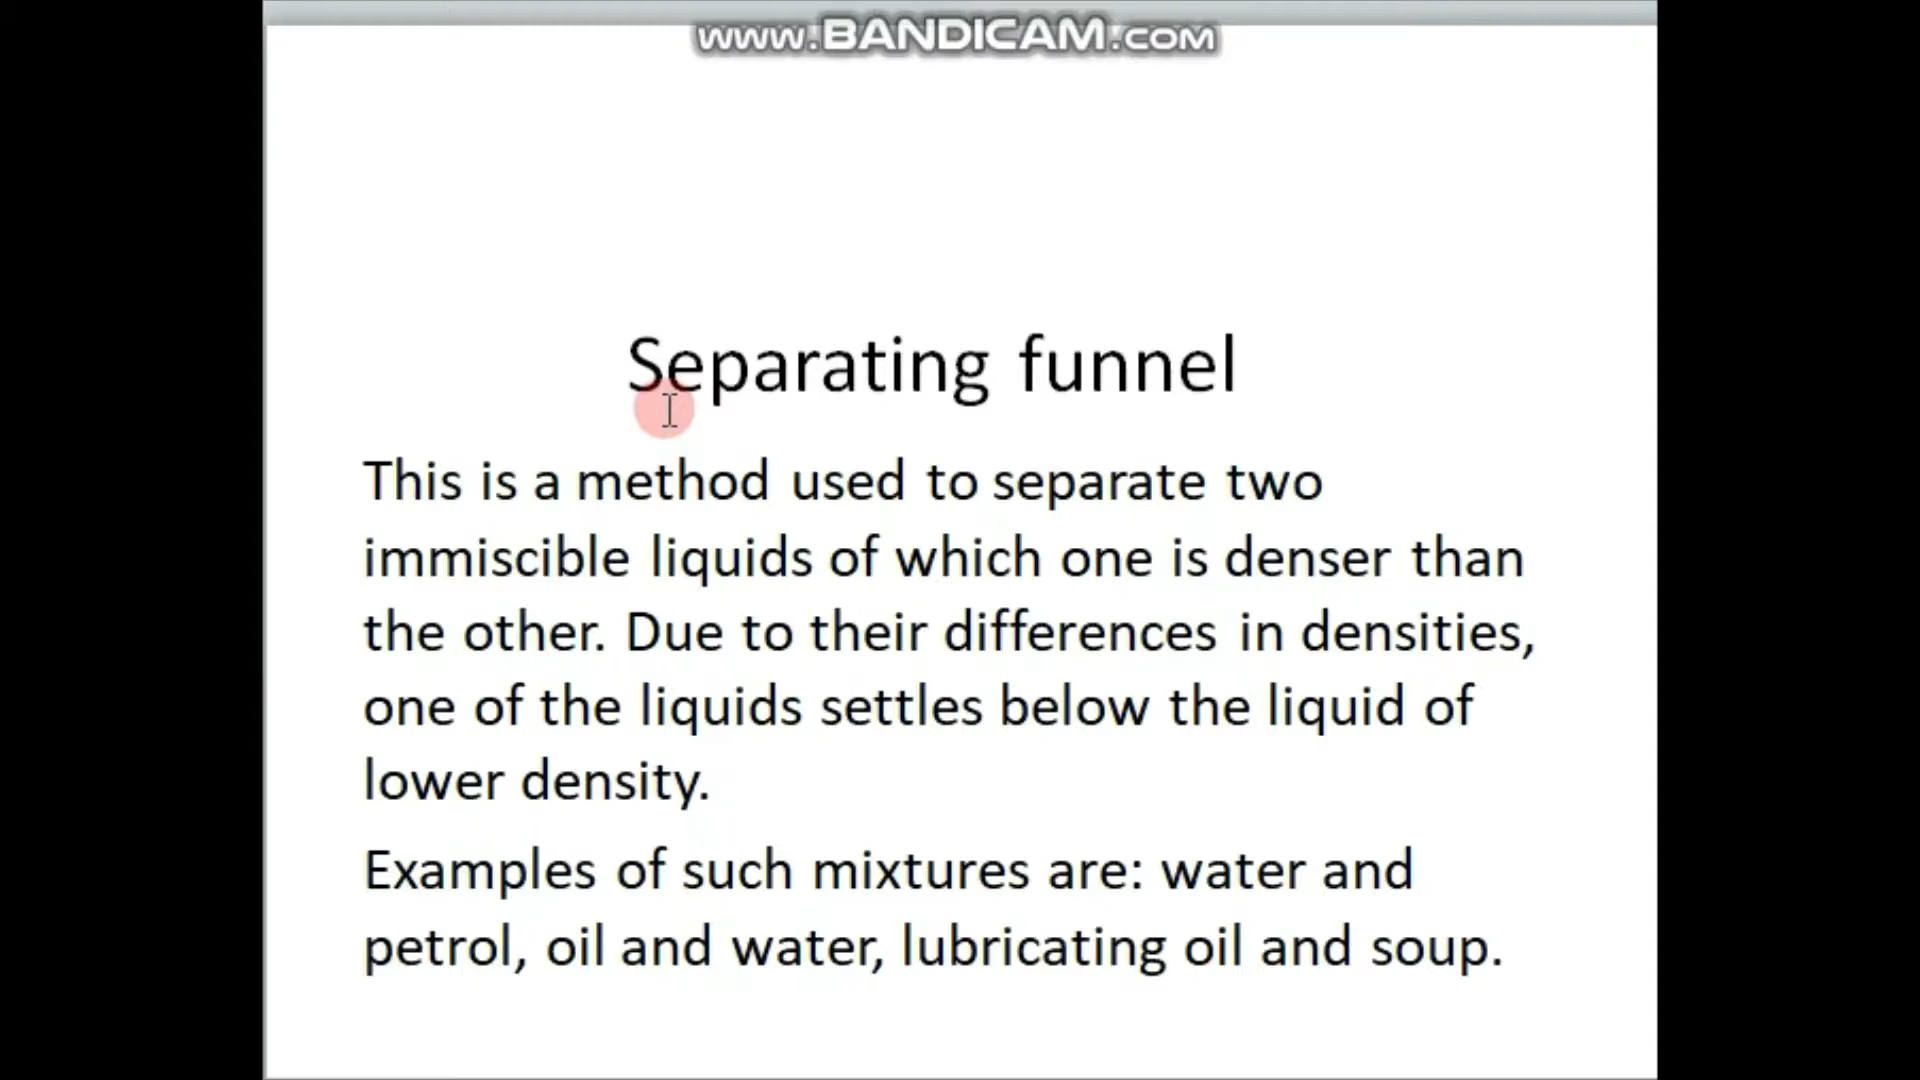 www.BANDICAM.com
Separating funnel
This is a method used to separate two
immiscible liquids of which one is denser than
the other. Due to their differences in densities,
one of the liquids settles below the liquid of
lower density.
Examples of such mixtures are: water and
petrol, oil and water, lubricating oil and soup.